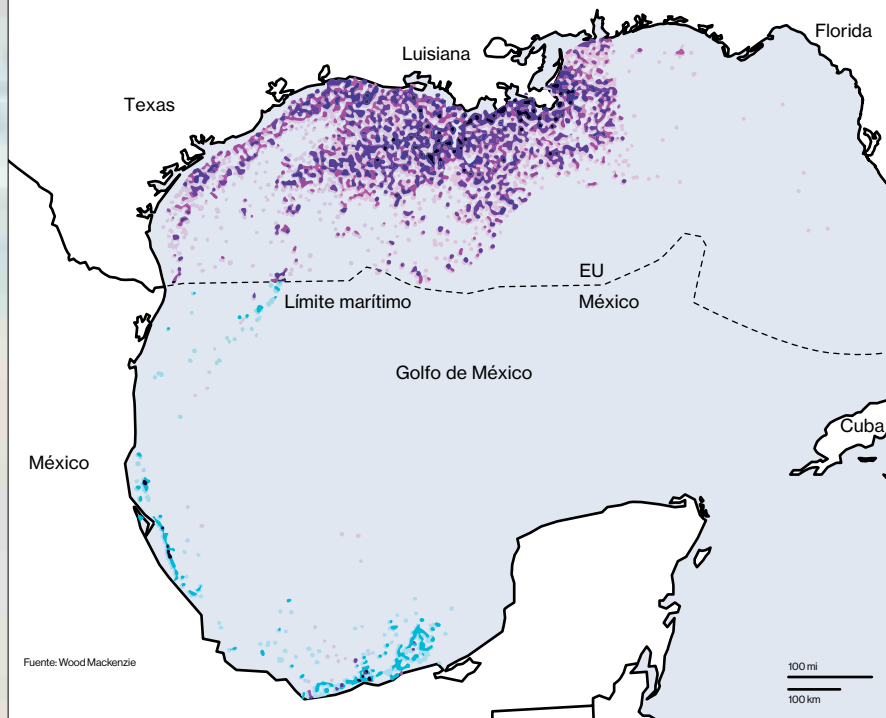 Florida
Luisiana
Texas
EU
Límite marítimo
México
Golfo de México
Cuba
México
Fuente: Wood Mackenzie
100 mi
100 km